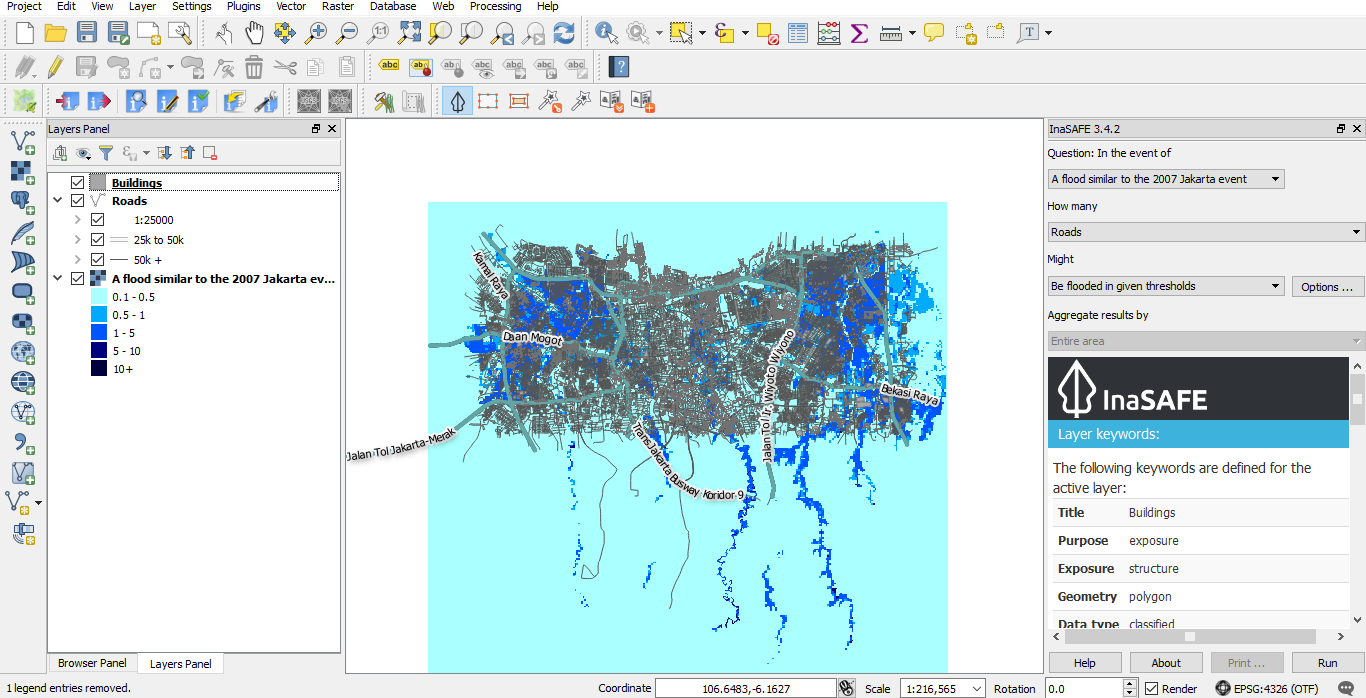 Project Edit View Layer Settings Plugins Vector Raster Database Web Processing Help
Layers Panel
Buildings
Roads
1:25000
25k to 50k
50k +
A flood similar to the 2007 Jakarta ev...
0.1 - 0.5
0.5 - 1
1 - 5
5 - 10
10+
Browser Panel Layers Panel
Kamal Raya
Daan Mogot
Jalan Tol Jakarta-Merak
TransJakarta Busway Koridor 9
Jalan Tol Ir. Wiyoto Wiyono
Bekasi Raya
InaSAFE 3.4.2
Question: In the event of
A flood similar to the 2007 Jakarta event
How many
Roads
Might
Be flooded in given thresholds Options ...
Aggregate results by
Entire area
InaSAFE
Layer keywords:
The following keywords are defined for the
active layer:
Title Buildings
Purpose exposure
Exposure structure
Geometry polygon
Data type classified
Help About Print ... Run
1 legend entries removed. Coordinate 106.6483,-6.1627 Scale 1:216,565 Rotation 0.0 Render EPSG:4326 (OTF)